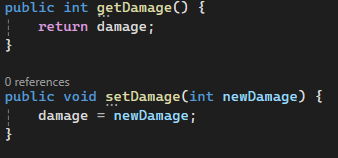 public int getDamage() {
return damage;
}
0 references
public void setDamage(int newDamage) {
damage = newDamage;
}